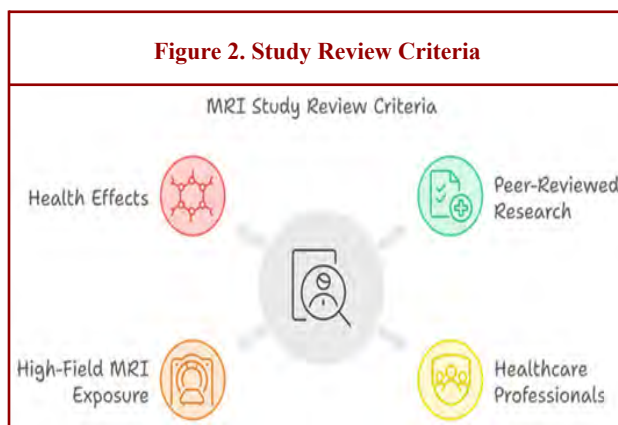 Figure 2. Study Review Criteria
MRI Study Review Criteria
Health Effects
Peer-Reviewed
Research
High-Field MRI
Exposure
Healthcare
Professionals